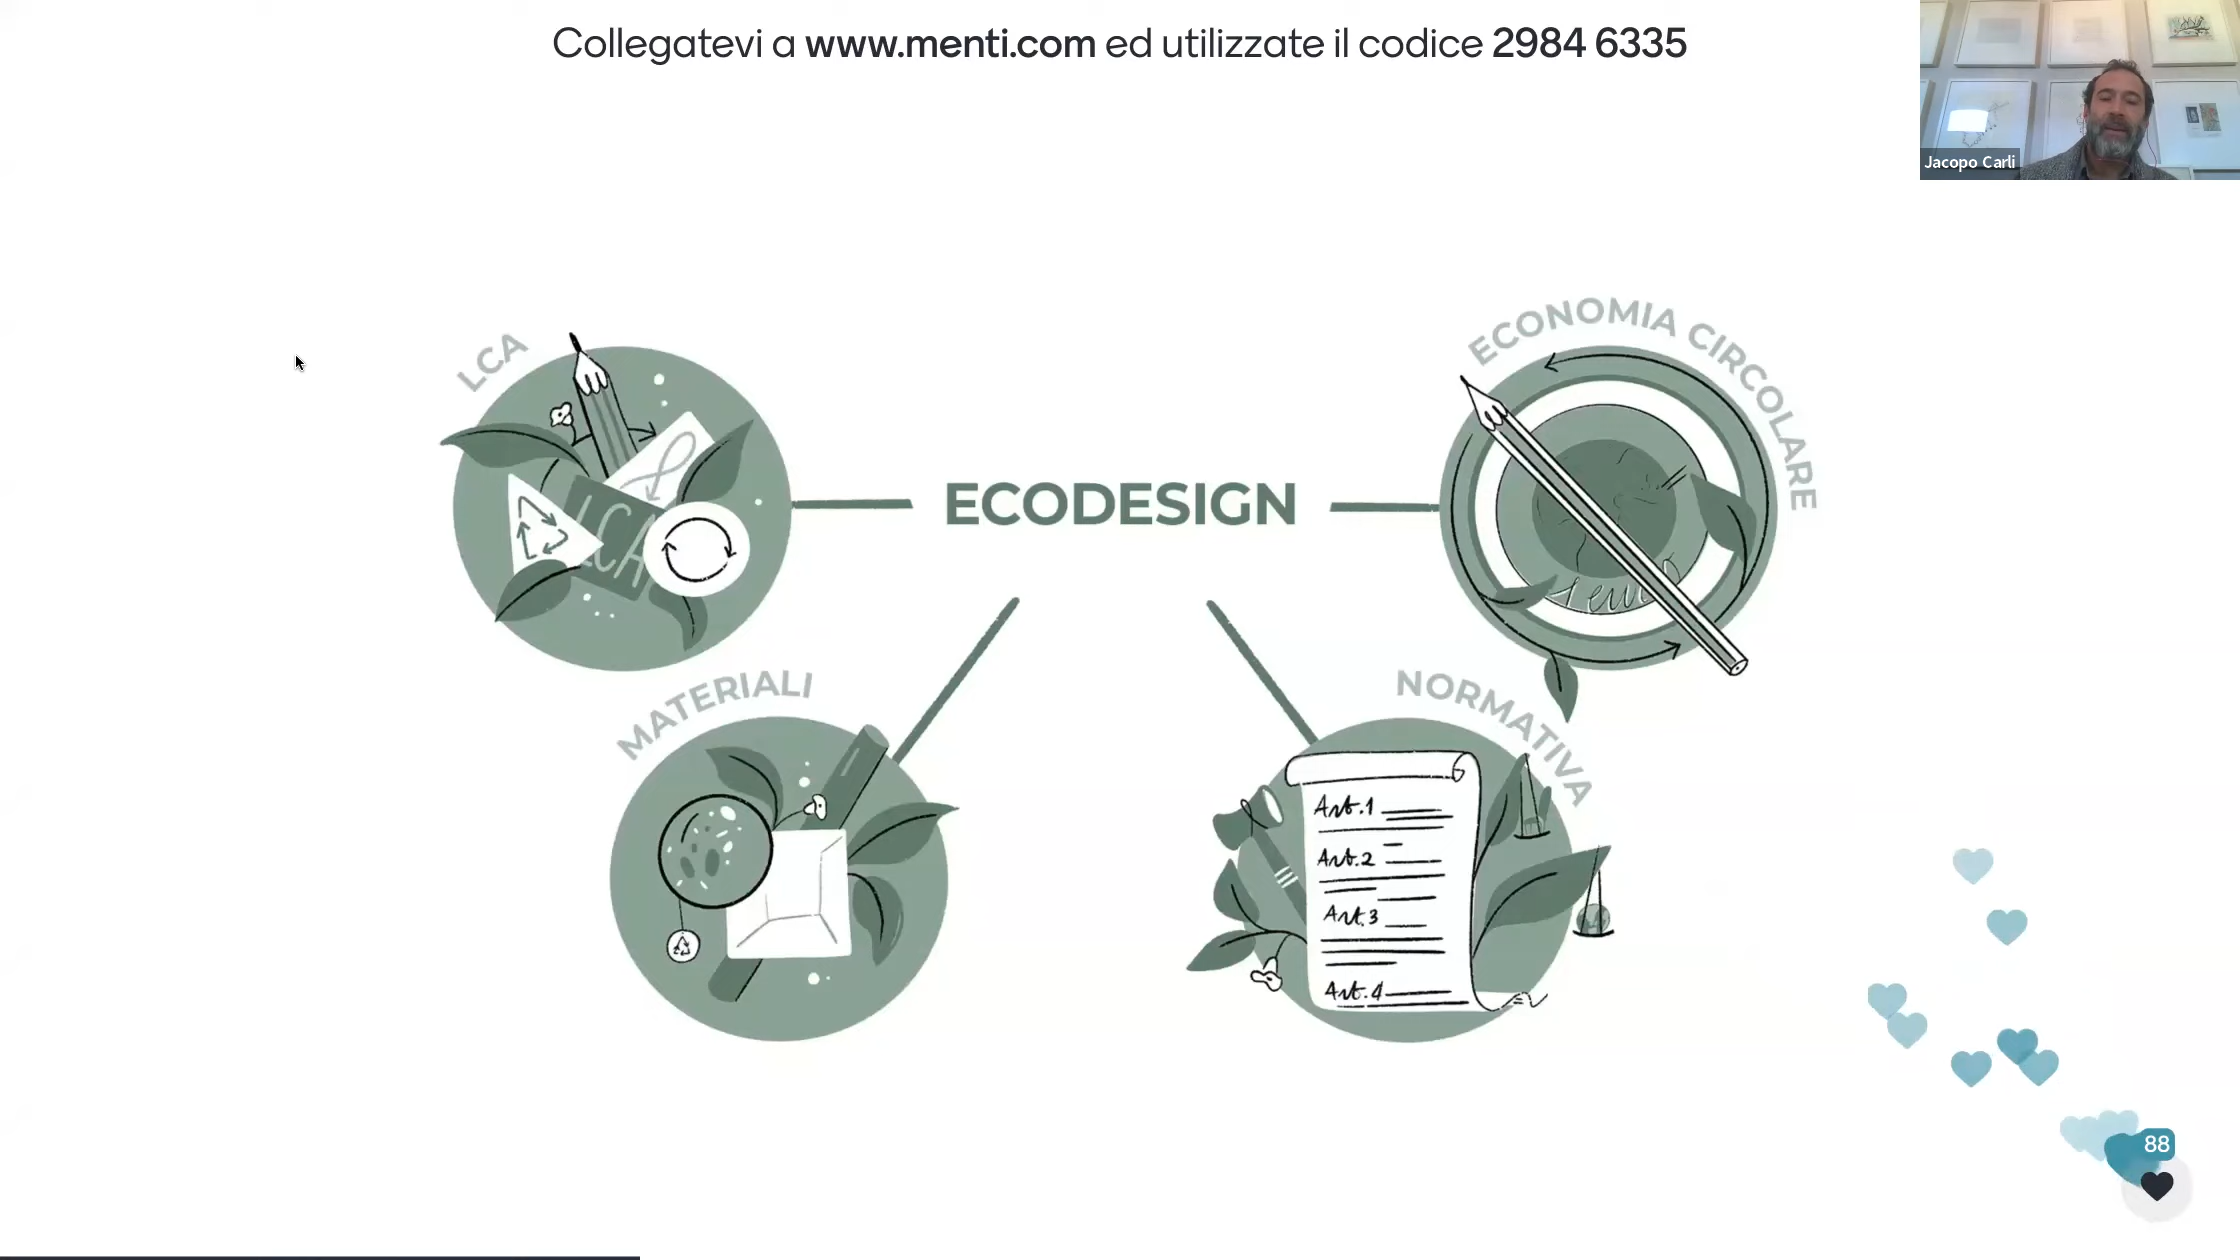 Collegatevi a www.menti.com ed utilizzate il codice 2984 6335
Jacopo Carli
LCA
ECONOMIA CIRCOLARE
LCA
ECODESIGN
MATERIALI
NORMATIVA
Art.1
Art.2
Art.3
Art.4
88